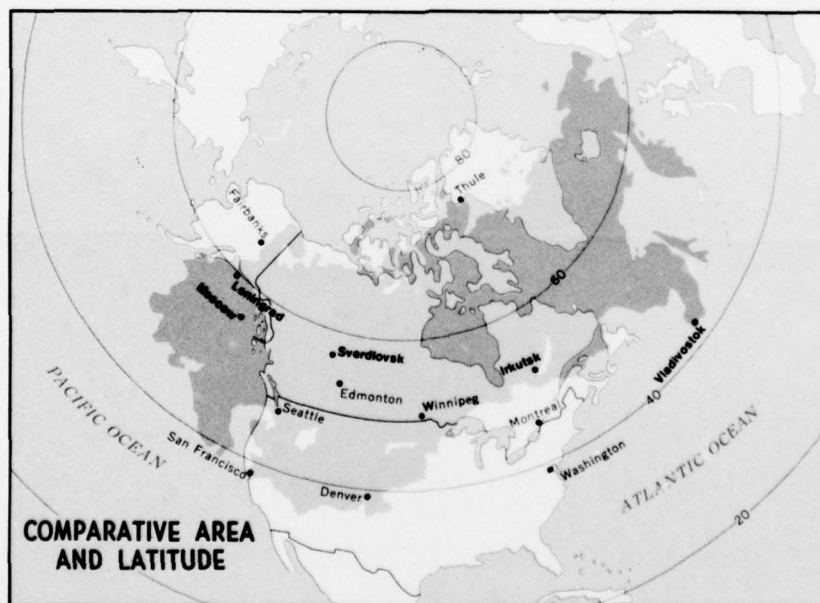 80
Thule
Fairbanks
60
Leningrad
Moscow
Sverdlovsk
Irkutsk
Vladivostok
Edmonton
Winnipeg
Seattle
Montreal
40
PACIFIC OCEAN
San Francisco
Denver
Washington
ATLANTIC OCEAN
20
COMPARATIVE AREA
AND LATITUDE